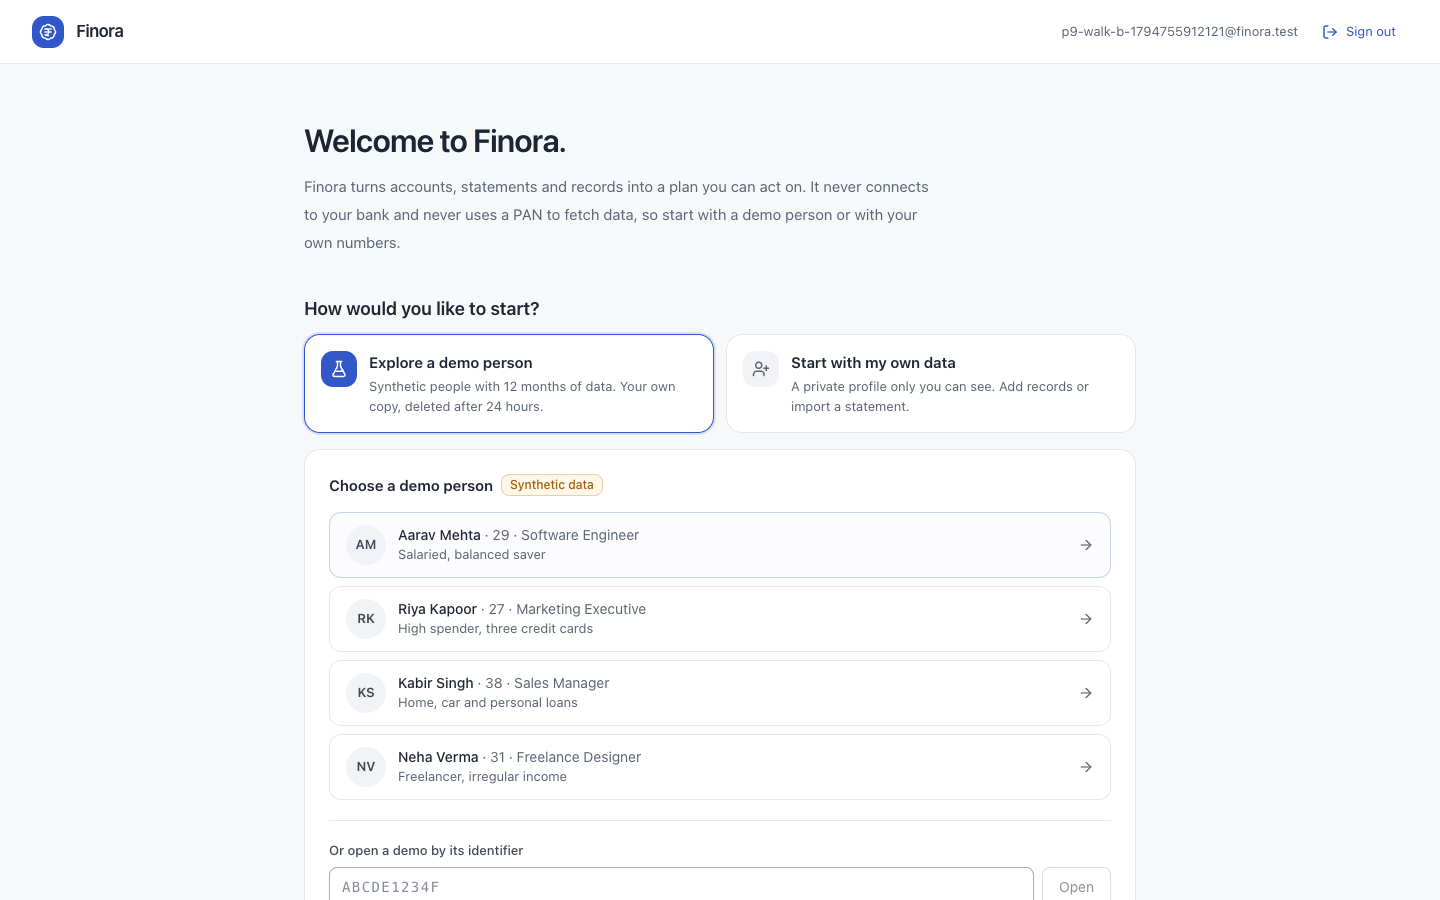 Finora
p9-walk-b-1794755912121@finora.test
Sign out
Welcome to Finora.
Finora turns accounts, statements and records into a plan you can act on. It never connects
to your bank and never uses a PAN to fetch data, so start with a demo person or with your
own numbers.
How would you like to start?
Explore a demo person
Synthetic people with 12 months of data. Your own
copy, deleted after 24 hours.
Start with my own data
A private profile only you can see. Add records or
import a statement.
Choose a demo person
Synthetic data
AM
Aarav Mehta · 29 · Software Engineer
Salaried, balanced saver
RK
Riya Kapoor · 27 · Marketing Executive
High spender, three credit cards
KS
Kabir Singh · 38 · Sales Manager
Home, car and personal loans
NV
Neha Verma · 31 · Freelance Designer
Freelancer, irregular income
Or open a demo by its identifier
ABCDE1234F
Open